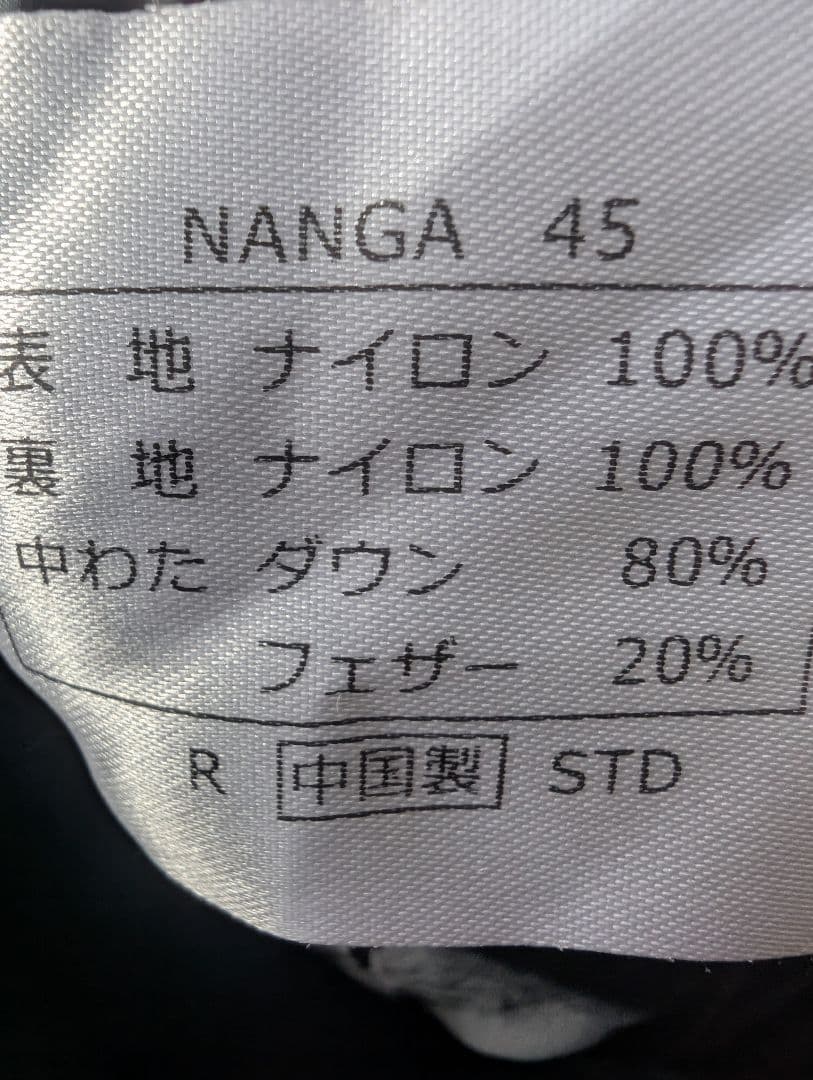 NANGA 45
表 地 ナイロン 100%
裏 地 ナイロン 100%
中わた ダウン 80%
フェザー 20%
R 中国製 STD